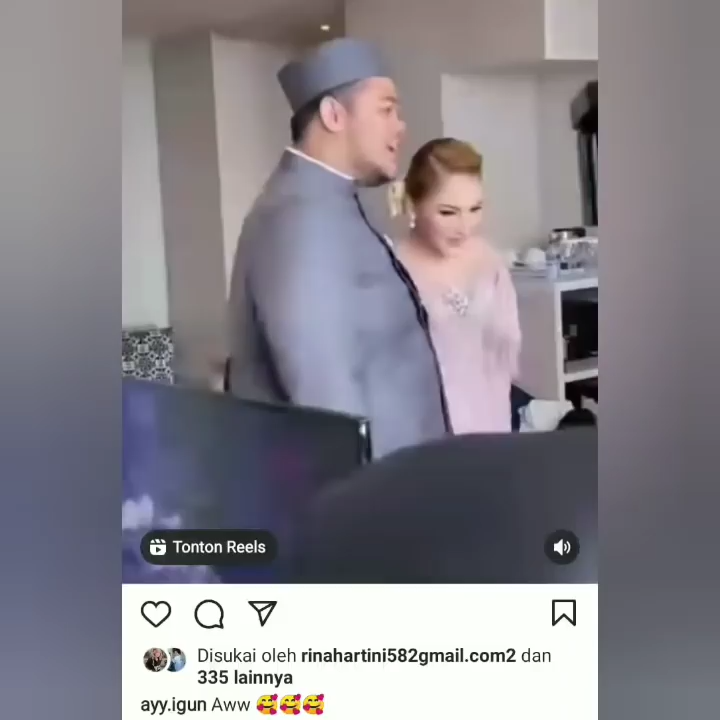 Tonton Reels
Disukai oleh rinahartini582gmail.com2 dan
335 lainnya
ayy.igun Aww 🥰🥰🥰